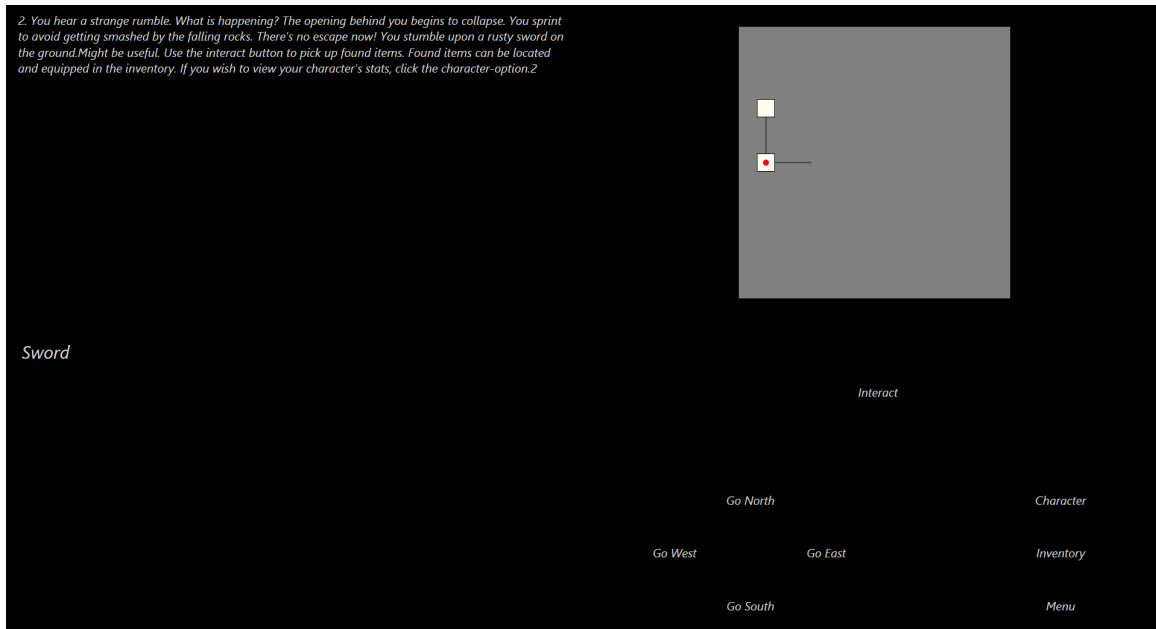 2. You hear a strange rumble. What is happening? The opening behind you begins to collapse. You sprint
to avoid getting smashed by the falling rocks. There's no escape now! You stumble upon a rusty sword on
the ground.Might be useful. Use the interact button to pick up found items. Found items can be located
and equipped in the inventory. If you wish to view your character's stats, click the character-option.2
Sword
Interact
Go North
Character
Go West
Go East
Inventory
Go South
Menu